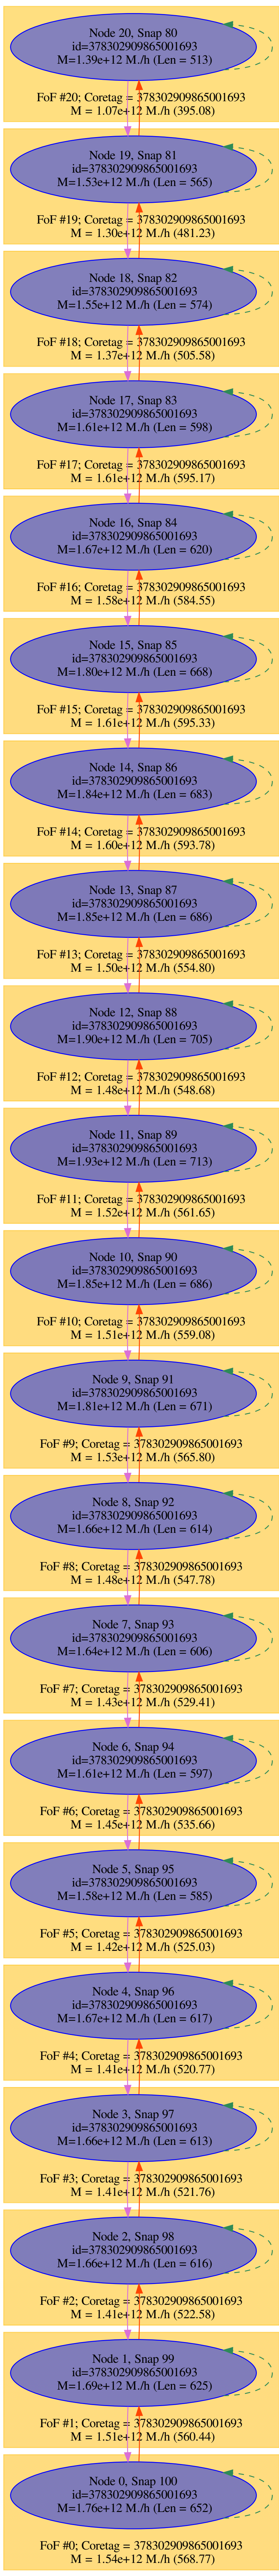 Node 20, Snap 80
id=378302909865001693
M=1.39e+12 M./h (Len = 513)
FoF #20; Coretag = 378302909865001693
M = 1.07e+12 M./h (395.08)
Node 19, Snap 81
id=378302909865001693
M=1.53e+12 M./h (Len = 565)
FoF #19; Coretag = 378302909865001693
M = 1.30e+12 M./h (481.23)
Node 18, Snap 82
id=378302909865001693
M=1.55e+12 M./h (Len = 574)
FoF #18; Coretag = 378302909865001693
M = 1.37e+12 M./h (505.58)
Node 17, Snap 83
id=378302909865001693
M=1.61e+12 M./h (Len = 598)
FoF #17; Coretag = 378302909865001693
M = 1.61e+12 M./h (595.17)
Node 16, Snap 84
id=378302909865001693
M=1.67e+12 M./h (Len = 620)
FoF #16; Coretag = 378302909865001693
M = 1.58e+12 M./h (584.55)
Node 15, Snap 85
id=378302909865001693
M=1.80e+12 M./h (Len = 668)
FoF #15; Coretag = 378302909865001693
M = 1.61e+12 M./h (595.33)
Node 14, Snap 86
id=378302909865001693
M=1.84e+12 M./h (Len = 683)
FoF #14; Coretag = 378302909865001693
M = 1.60e+12 M./h (593.78)
Node 13, Snap 87
id=378302909865001693
M=1.85e+12 M./h (Len = 686)
FoF #13; Coretag = 378302909865001693
M = 1.50e+12 M./h (554.80)
Node 12, Snap 88
id=378302909865001693
M=1.90e+12 M./h (Len = 705)
FoF #12; Coretag = 378302909865001693
M = 1.48e+12 M./h (548.68)
Node 11, Snap 89
id=378302909865001693
M=1.93e+12 M./h (Len = 713)
FoF #11; Coretag = 378302909865001693
M = 1.52e+12 M./h (561.65)
Node 10, Snap 90
id=378302909865001693
M=1.85e+12 M./h (Len = 686)
FoF #10; Coretag = 378302909865001693
M = 1.51e+12 M./h (559.08)
Node 9, Snap 91
id=378302909865001693
M=1.81e+12 M./h (Len = 671)
FoF #9; Coretag = 378302909865001693
M = 1.53e+12 M./h (565.80)
Node 8, Snap 92
id=378302909865001693
M=1.66e+12 M./h (Len = 614)
FoF #8; Coretag = 378302909865001693
M = 1.48e+12 M./h (547.78)
Node 7, Snap 93
id=378302909865001693
M=1.64e+12 M./h (Len = 606)
FoF #7; Coretag = 378302909865001693
M = 1.43e+12 M./h (529.41)
Node 6, Snap 94
id=378302909865001693
M=1.61e+12 M./h (Len = 597)
FoF #6; Coretag = 378302909865001693
M = 1.45e+12 M./h (535.66)
Node 5, Snap 95
id=378302909865001693
M=1.58e+12 M./h (Len = 585)
FoF #5; Coretag = 378302909865001693
M = 1.42e+12 M./h (525.03)
Node 4, Snap 96
id=378302909865001693
M=1.67e+12 M./h (Len = 617)
FoF #4; Coretag = 378302909865001693
M = 1.41e+12 M./h (520.77)
Node 3, Snap 97
id=378302909865001693
M=1.66e+12 M./h (Len = 613)
FoF #3; Coretag = 378302909865001693
M = 1.41e+12 M./h (521.76)
Node 2, Snap 98
id=378302909865001693
M=1.66e+12 M./h (Len = 616)
FoF #2; Coretag = 378302909865001693
M = 1.41e+12 M./h (522.58)
Node 1, Snap 99
id=378302909865001693
M=1.69e+12 M./h (Len = 625)
FoF #1; Coretag = 378302909865001693
M = 1.51e+12 M./h (560.44)
Node 0, Snap 100
id=378302909865001693
M=1.76e+12 M./h (Len = 652)
FoF #0; Coretag = 378302909865001693
M = 1.54e+12 M./h (568.77)